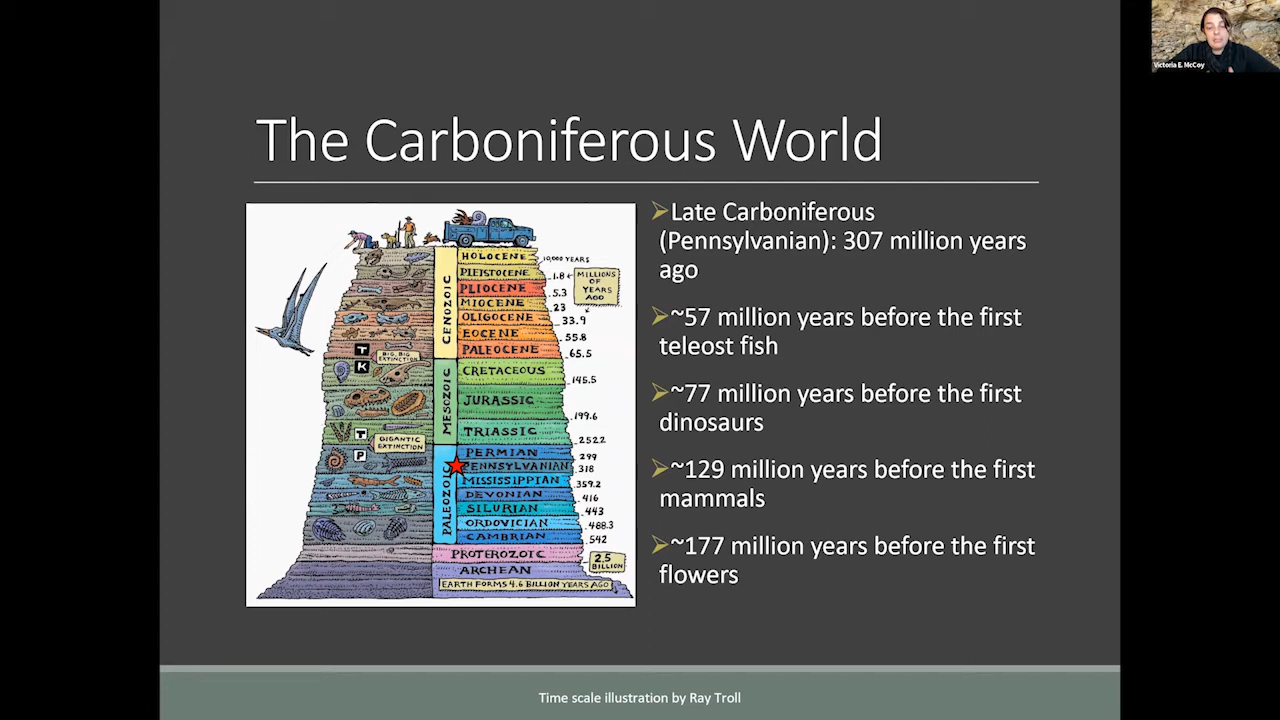 Victoria E. McCoy
The Carboniferous World
Late Carboniferous
(Pennsylvanian): 307 million years
ago
~57 million years before the first
teleost fish
~77 million years before the first
dinosaurs
~129 million years before the first
mammals
~177 million years before the first
flowers
CENOZOIC
HOLOCENE
10,000 YEARS
PLEISTOCENE
1.8
MILLIONS
OF
YEARS
AGO
PLIOCENE
5.3
MIOCENE
23
OLIGOCENE
33.9
EOCENE
55.8
PALEOCENE
65.5
T
BIG, BIG
EXTINCTION
K
MESOZOIC
CRETACEOUS
145.5
JURASSIC
199.6
TRIASSIC
252.2
T
GIGANTIC
EXTINCTION
P
PALEOZOIC
PERMIAN
299
PENNSYLVANIAN
318
MISSISSIPPIAN
359.2
DEVONIAN
416
SILURIAN
443
ORDOVICIAN
488.3
CAMBRIAN
542
PROTEROZOIC
2.5
BILLION
ARCHEAN
EARTH FORMS 4.6 BILLION YEARS AGO
Time scale illustration by Ray Troll